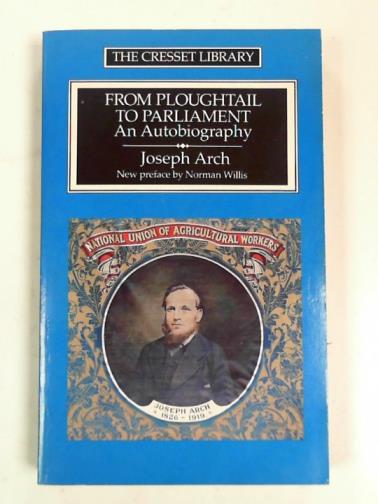 THE CRESSET LIBRARY
FROM PLOUGHTAIL
TO PARLIAMENT
An Autobiography
Joseph Arch
New preface by Norman Willis
NATIONAL UNION OF AGRICULTURAL WORKERS
JOSEPH ARCH
1826 - 1919